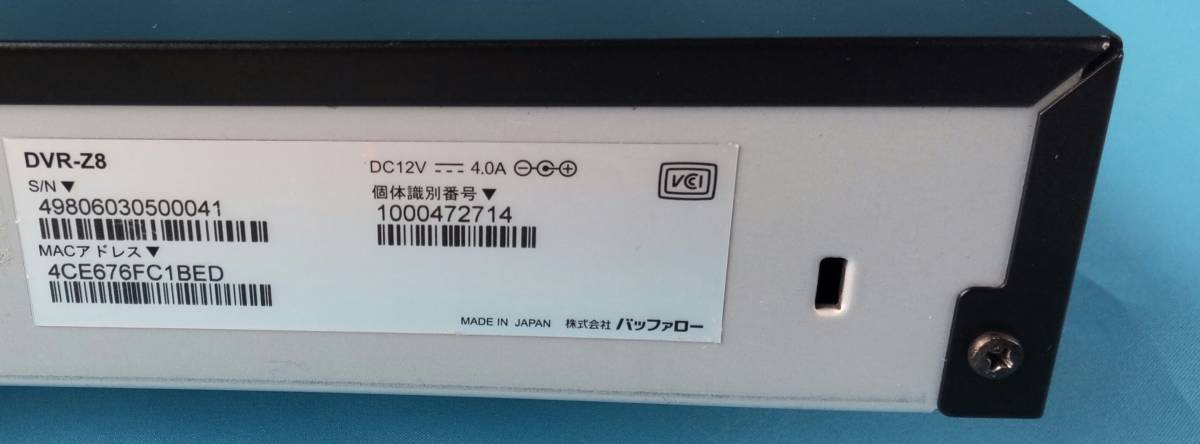 DVR-Z8
S/N▼
49806030500041
MACアドレス▼
4CE676FC1BED
DC12V ⎓ 4.0A
個体識別番号▼
1000472714
VCI
MADE IN JAPAN 株式会社 バッファロー